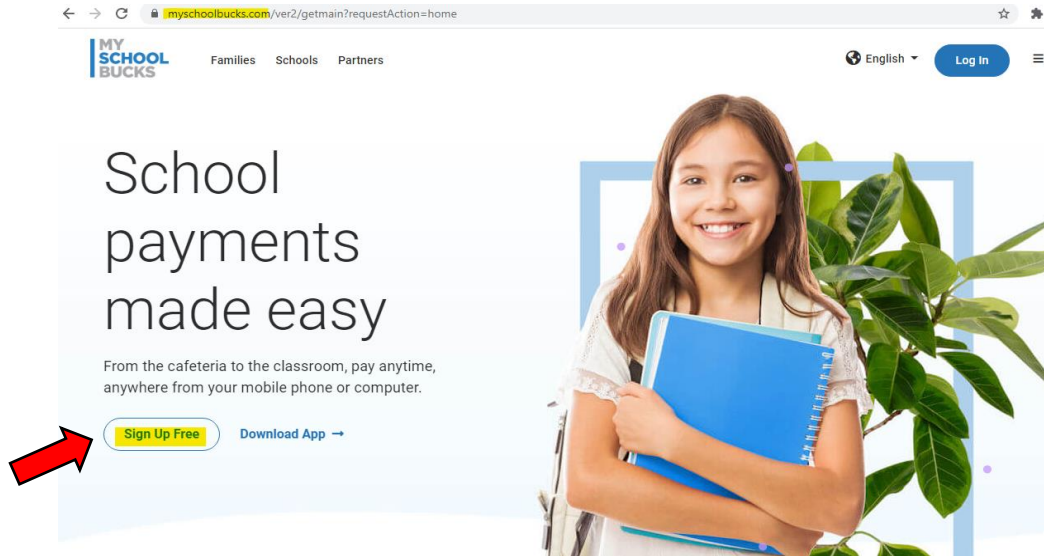 myschoolbucks.com/ver2/getmain?requestAction=home
MY
SCHOOL
BUCKS
Families Schools Partners English Log In
School
payments
made easy
From the cafeteria to the classroom, pay anytime,
anywhere from your mobile phone or computer.
Sign Up Free Download App →